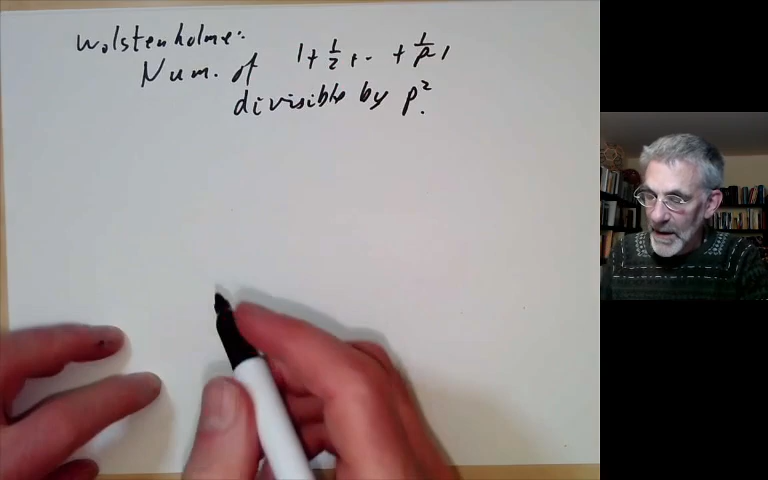 Wolstenholme:
Num. of 1 + 1/2 + .. + 1/p-1
divisible by p².